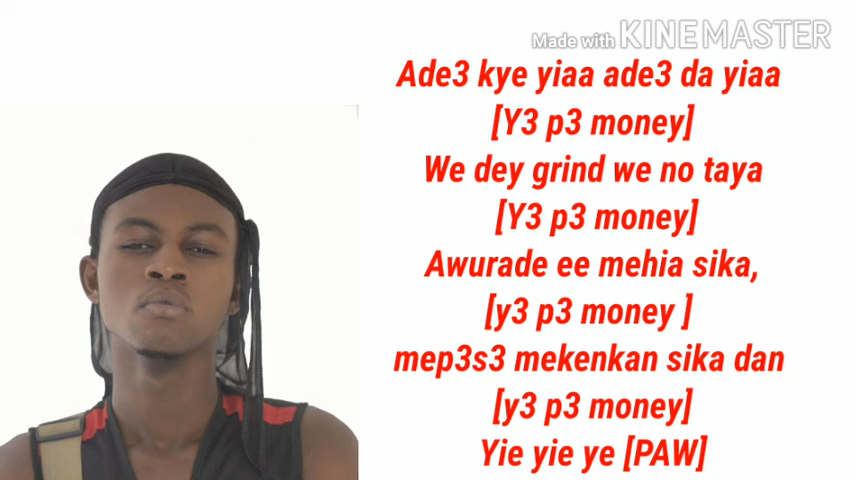 Made with KINEMASTER
Ade3 kye yiaa ade3 da yiaa
[Y3 p3 money]
We dey grind we no taya
[Y3 p3 money]
Awurade ee mehia sika,
[y3 p3 money ]
mep3s3 mekenkan sika dan
[y3 p3 money]
Yie yie ye [PAW]